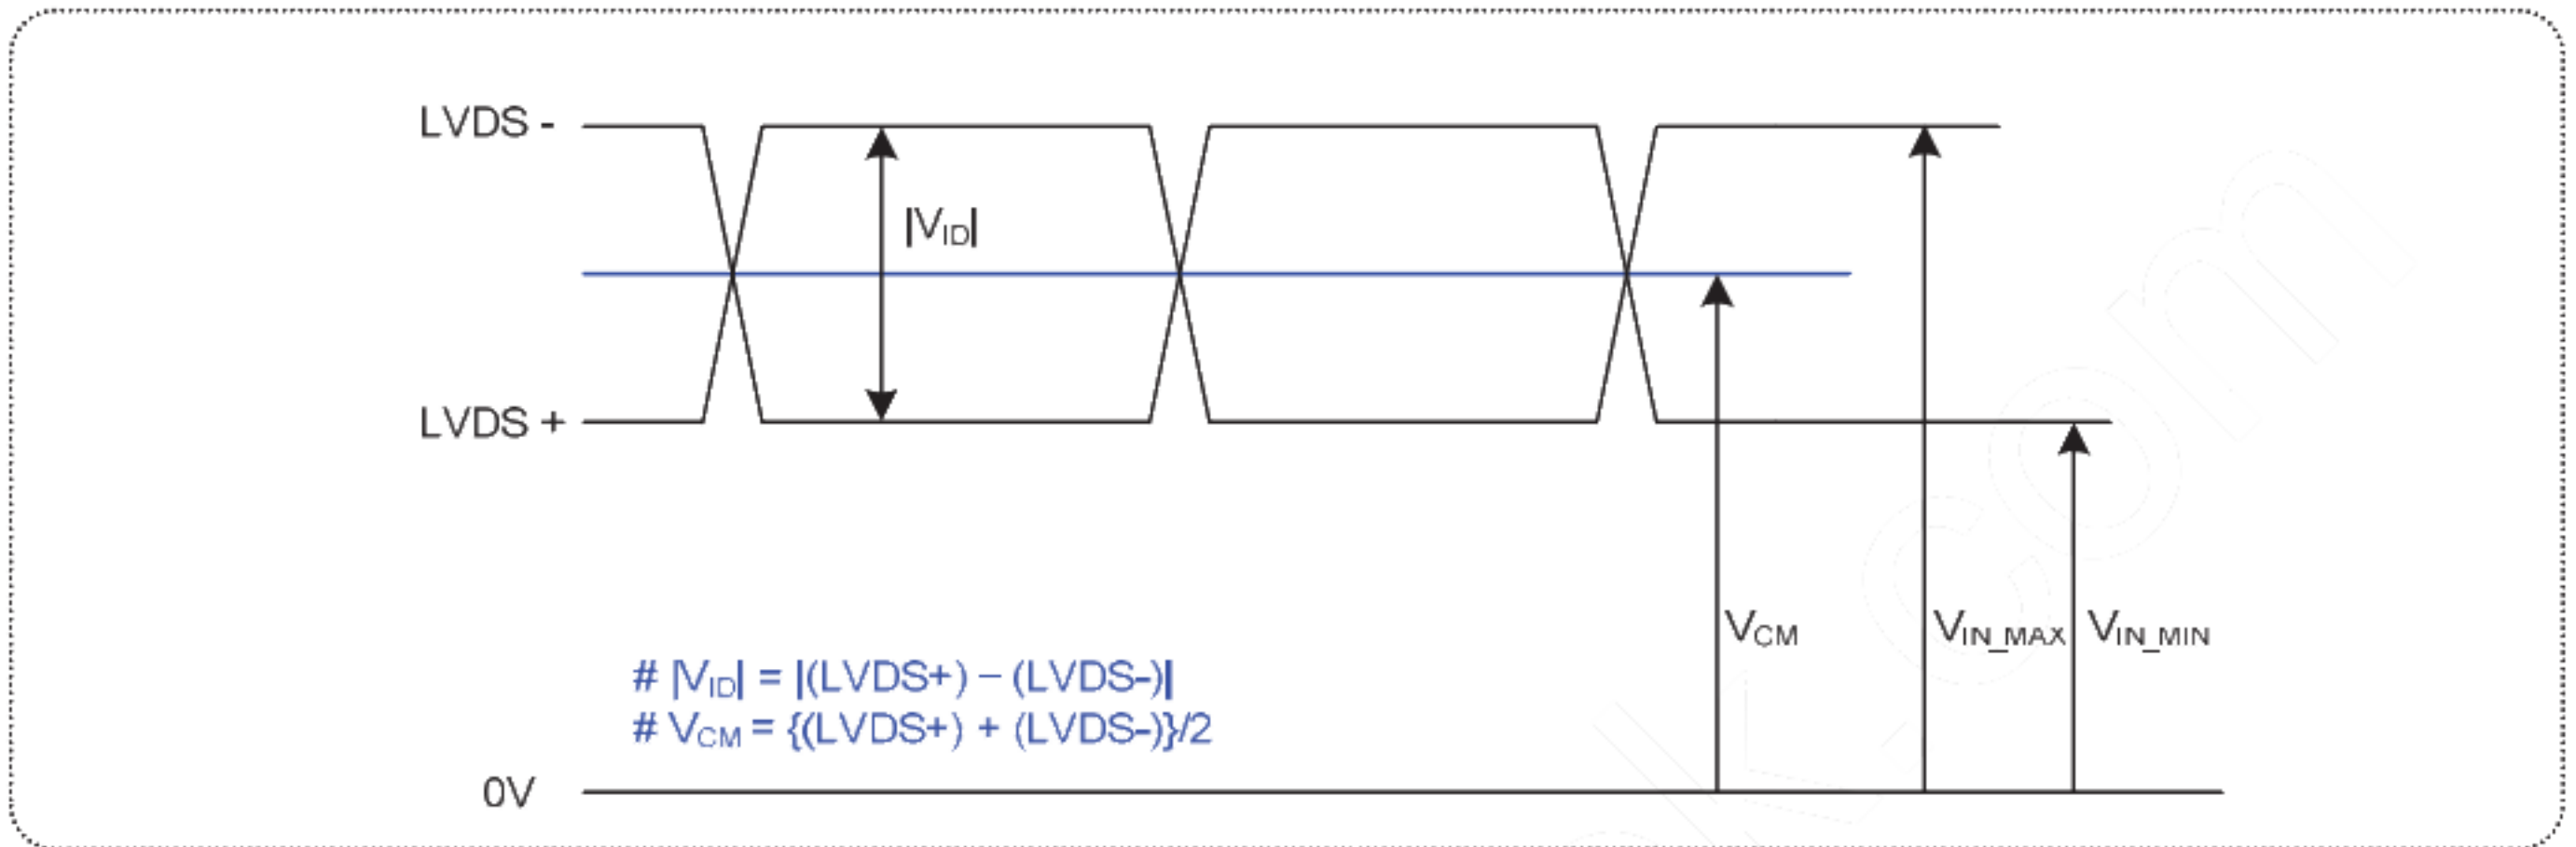 LVDS -
|VID|
LVDS +
VCM
VIN_MAX
VIN_MIN
# |VID| = |(LVDS+) – (LVDS-)|
# VCM = {(LVDS+) + (LVDS-)}/2
0V